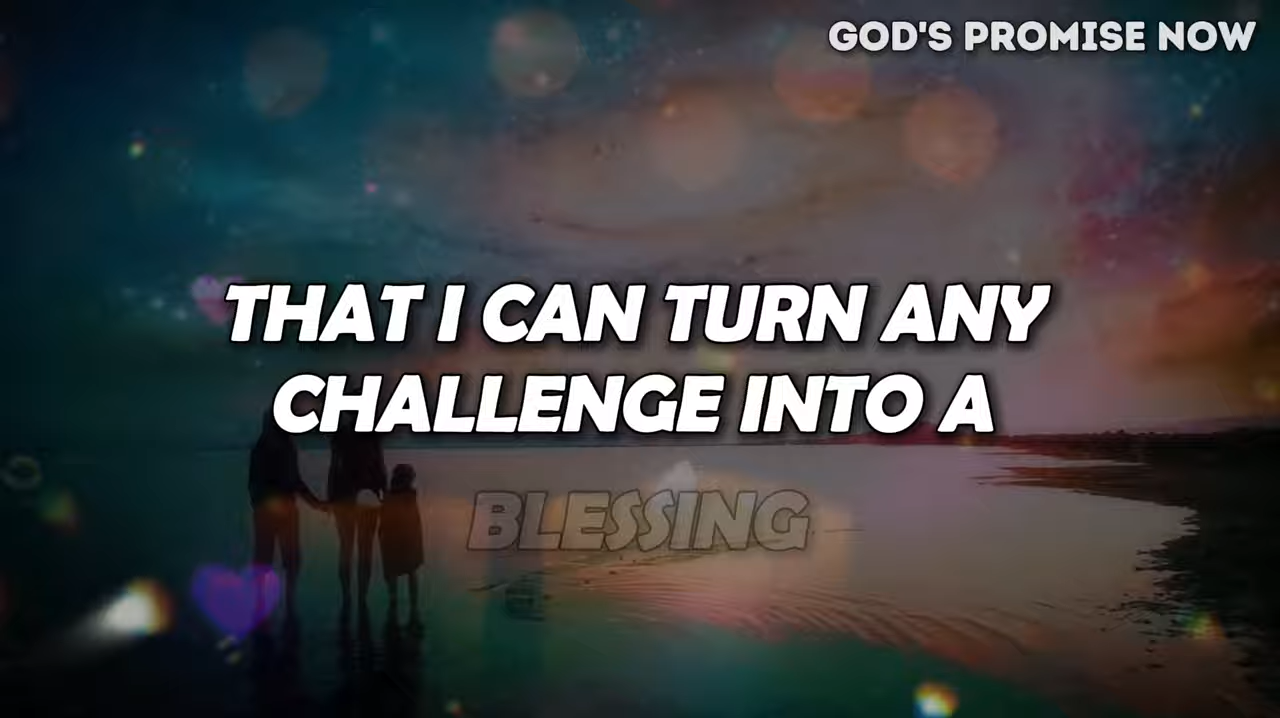 GOD'S PROMISE NOW
THAT I CAN TURN ANY
CHALLENGE INTO A
BLESSING